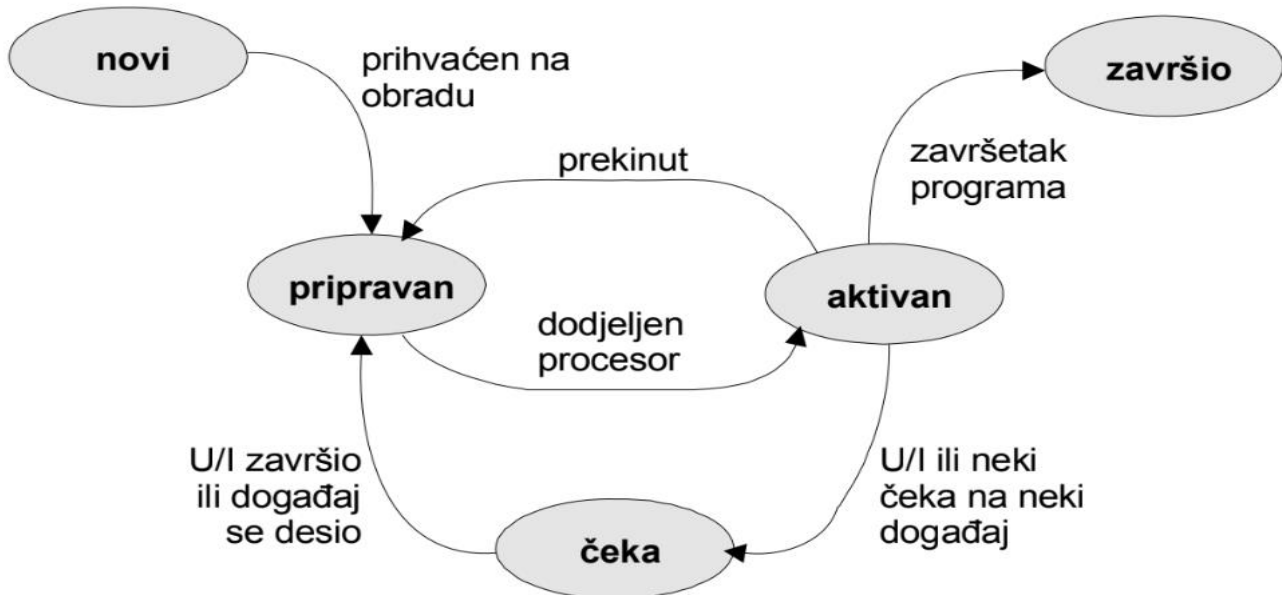 novi
prihvaćen na
obradu
završio
prekinut
završetak
programa
pripravan
aktivan
dodjeljen
procesor
U/I završio
ili događaj
se desio
U/I ili neki
čeka na neki
događaj
čeka